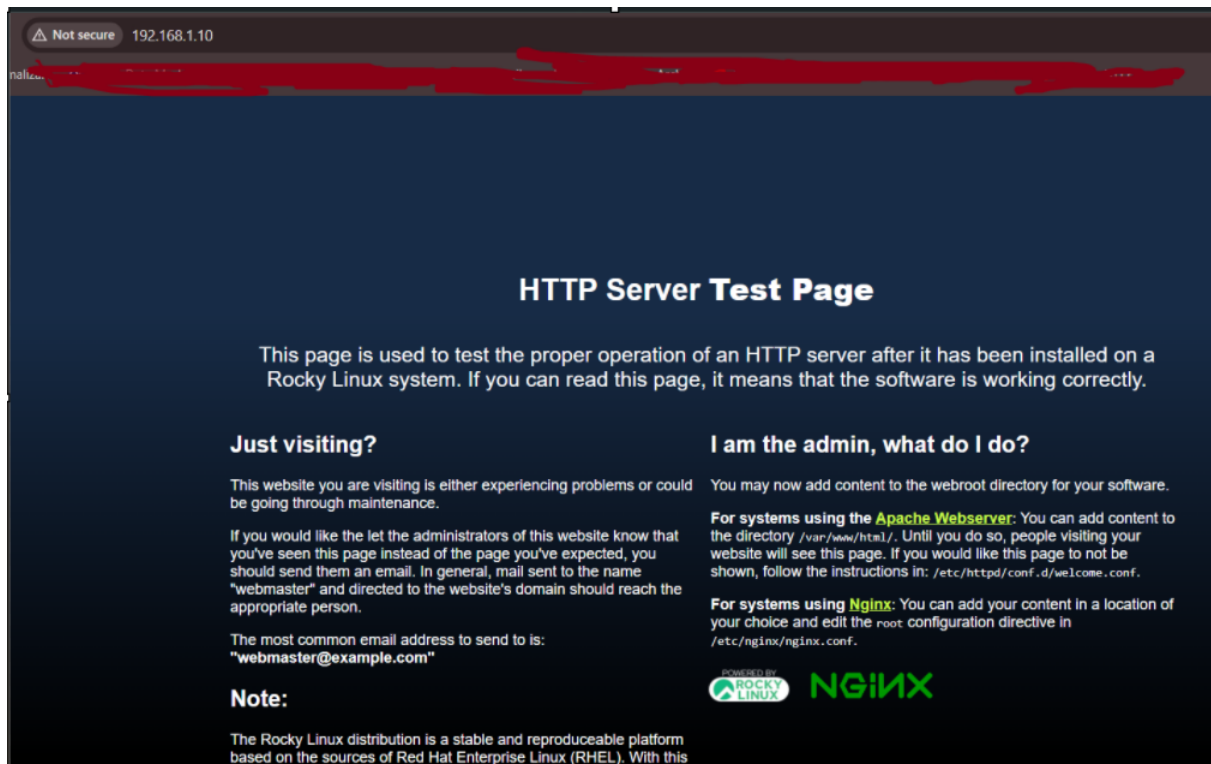 Not secure 192.168.1.10
HTTP Server Test Page
This page is used to test the proper operation of an HTTP server after it has been installed on a
Rocky Linux system. If you can read this page, it means that the software is working correctly.
Just visiting?
This website you are visiting is either experiencing problems or could
be going through maintenance.
If you would like the let the administrators of this website know that
you've seen this page instead of the page you've expected, you
should send them an email. In general, mail sent to the name
"webmaster" and directed to the website's domain should reach the
appropriate person.
The most common email address to send to is:
"webmaster@example.com"
Note:
The Rocky Linux distribution is a stable and reproduceable platform
based on the sources of Red Hat Enterprise Linux (RHEL). With this
I am the admin, what do I do?
You may now add content to the webroot directory for your software.
For systems using the Apache Webserver: You can add content to
the directory /var/www/html/. Until you do so, people visiting your
website will see this page. If you would like this page to not be
shown, follow the instructions in: /etc/httpd/conf.d/welcome.conf.
For systems using Nginx: You can add your content in a location of
your choice and edit the root configuration directive in
/etc/nginx/nginx.conf.
POWERED BY
ROCKY
LINUX
NGINX